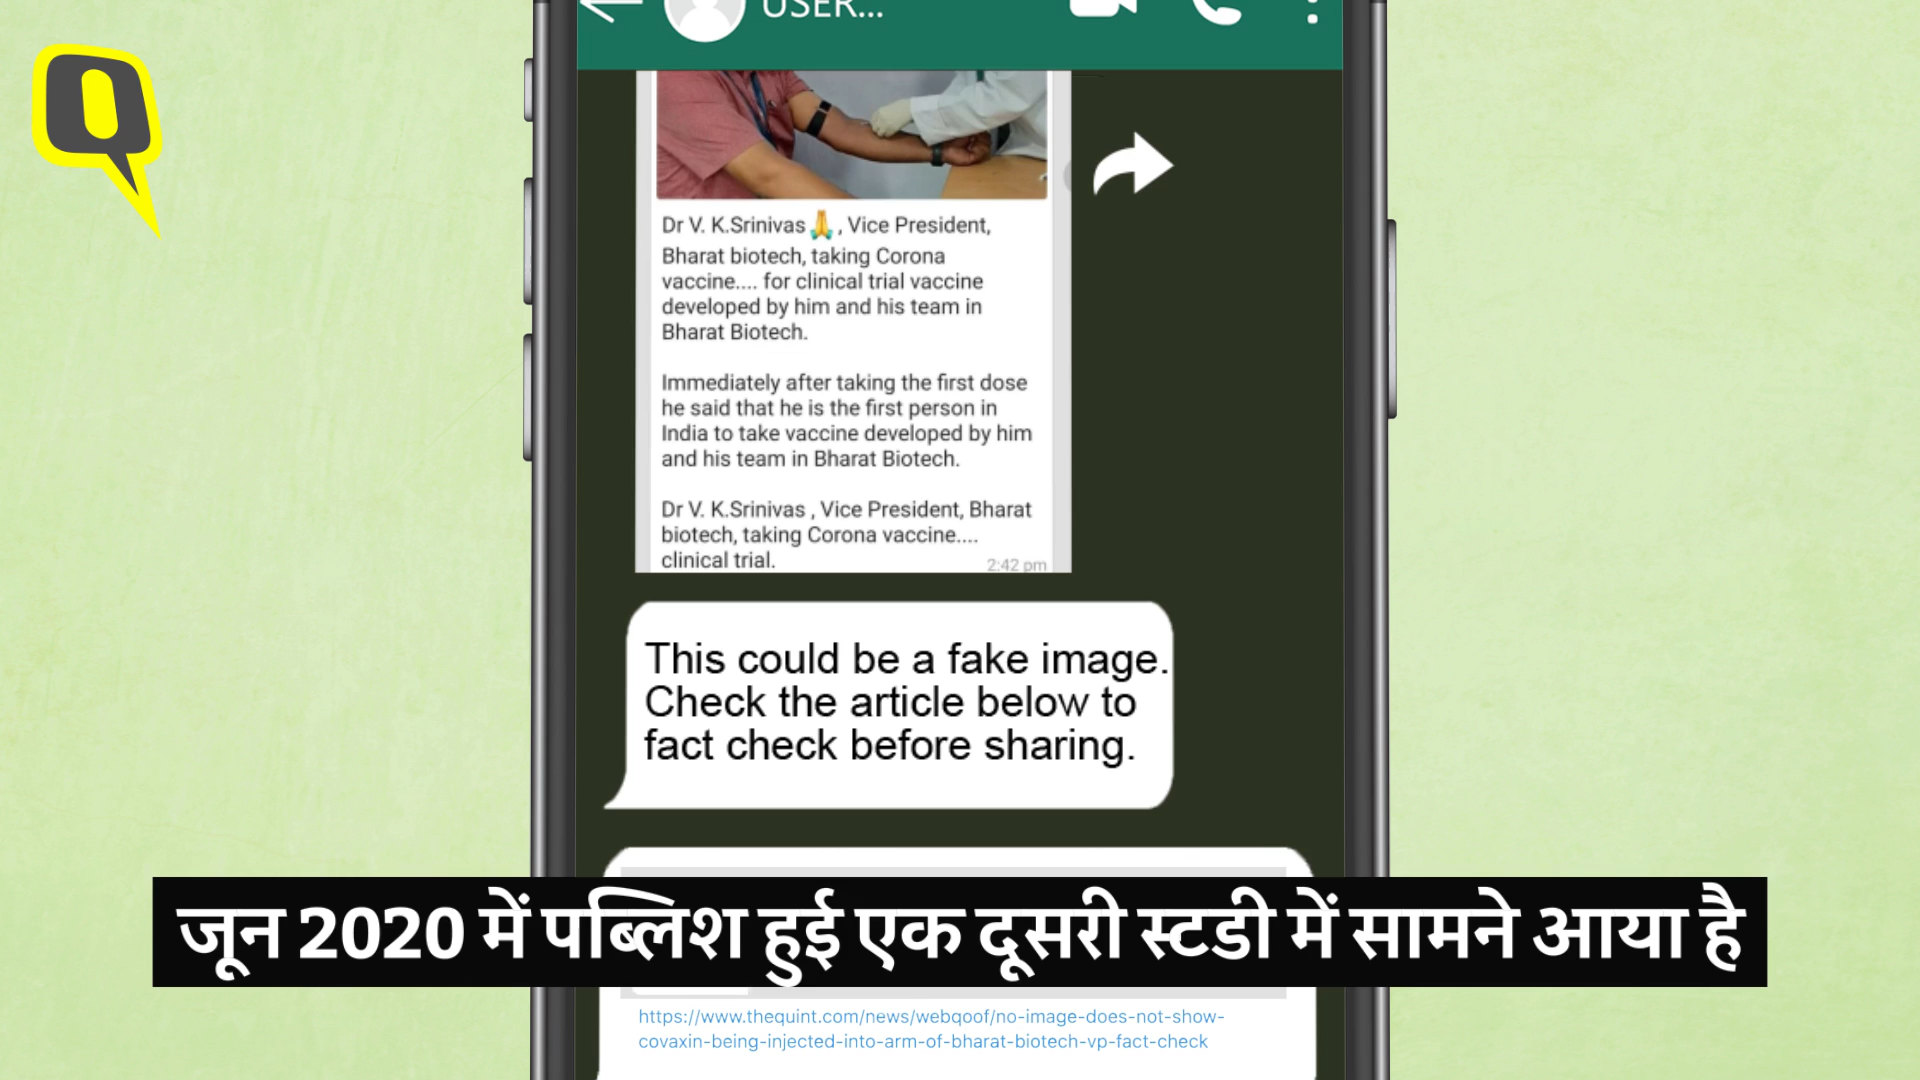 USER...
Dr V. K.Srinivas🙏, Vice President,
Bharat biotech, taking Corona
vaccine.... for clinical trial vaccine
developed by him and his team in
Bharat Biotech.
Immediately after taking the first dose
he said that he is the first person in
India to take vaccine developed by him
and his team in Bharat Biotech.
Dr V. K.Srinivas , Vice President, Bharat
biotech, taking Corona vaccine....
clinical trial.
2:42 pm
This could be a fake image.
Check the article below to
fact check before sharing.
जून 2020 में पब्लिश हुई एक दूसरी स्टडी में सामने आया है
https://www.thequint.com/news/webqoof/no-image-does-not-show-
covaxin-being-injected-into-arm-of-bharat-biotech-vp-fact-check